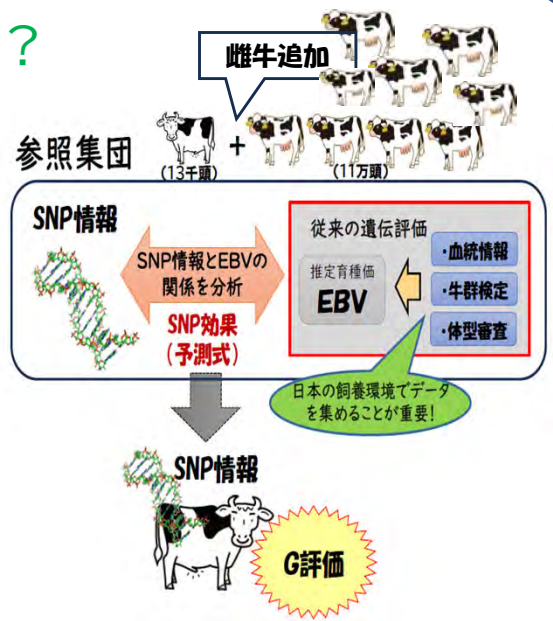 ?
雌牛追加
参照集団
+
(13千頭)
(11万頭)
SNP情報
SNP情報とEBVの
関係を分析
SNP効果
(予測式)
従来の遺伝評価
推定育種価
EBV
・血統情報
・牛群検定
・体型審査
日本の飼養環境でデータ
を集めることが重要!
SNP情報
G評価